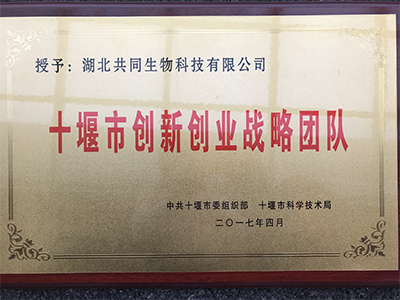 授予：湖北共同生物科技有限公司
十堰市创新创业战略团队
中共十堰市委组织部 十堰市科学技术局
二〇一七年四月